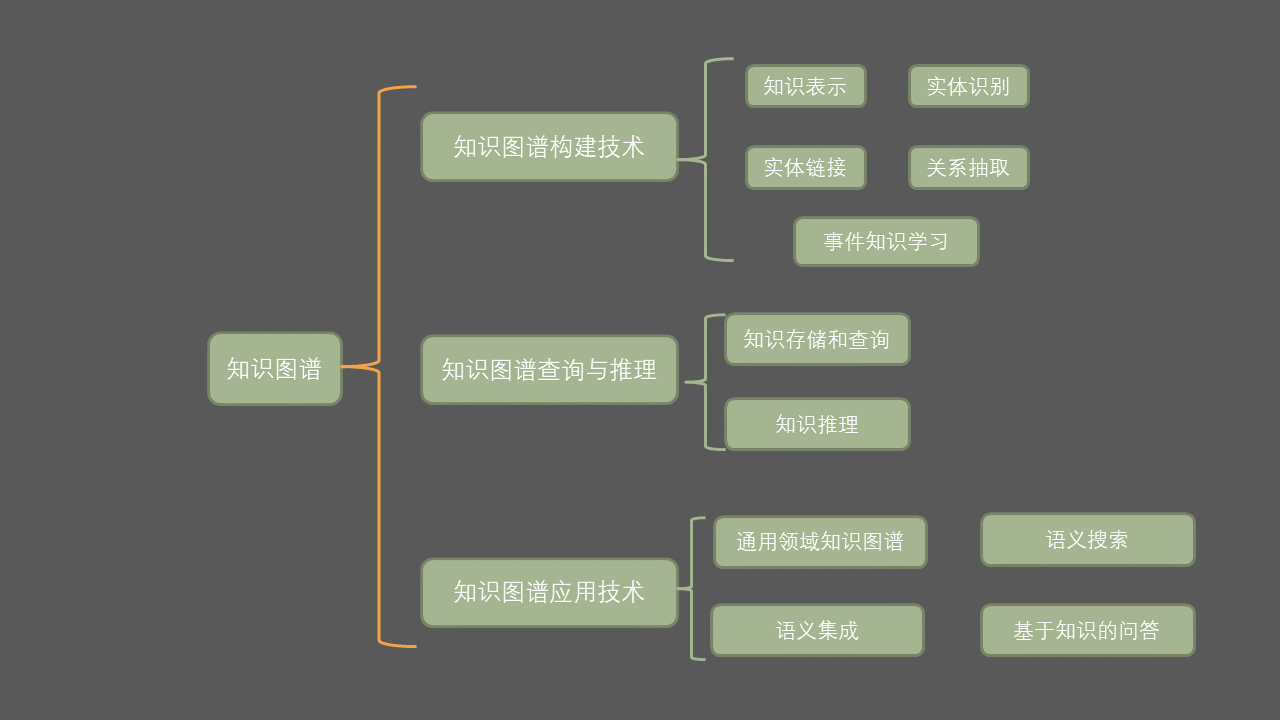 知识图谱
知识图谱构建技术
知识表示
实体识别
实体链接
关系抽取
事件知识学习
知识图谱查询与推理
知识存储和查询
知识推理
知识图谱应用技术
通用领域知识图谱
语义搜索
语义集成
基于知识的问答